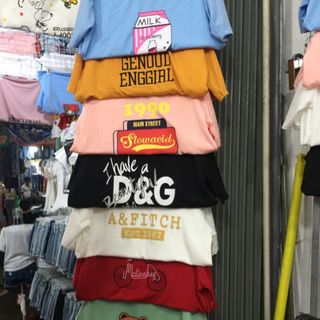 MILK
GENOUD
ENGGIRL
1990
MAIN STREET
Slowacid
I have a
D&G
A&FITCH
EST. 1987